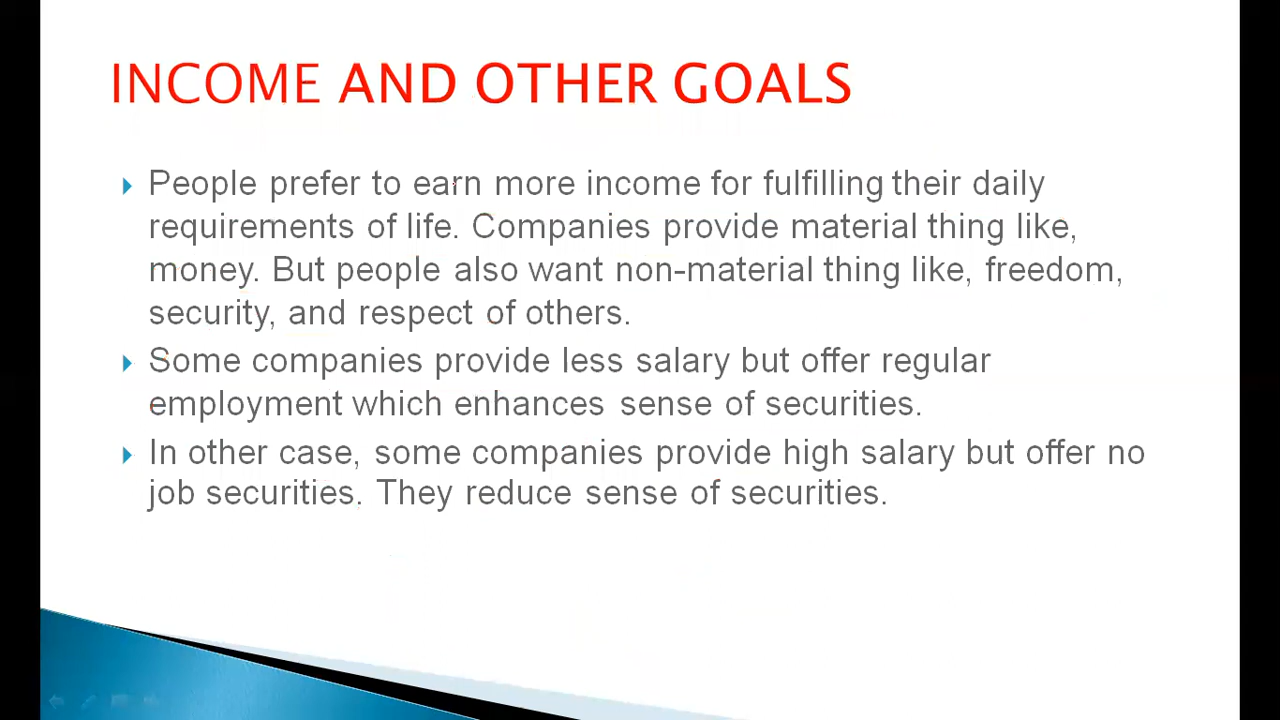 INCOME AND OTHER GOALS
People prefer to earn more income for fulfilling their daily
requirements of life. Companies provide material thing like,
money. But people also want non-material thing like, freedom,
security, and respect of others.
Some companies provide less salary but offer regular
employment which enhances sense of securities.
In other case, some companies provide high salary but offer no
job securities. They reduce sense of securities.